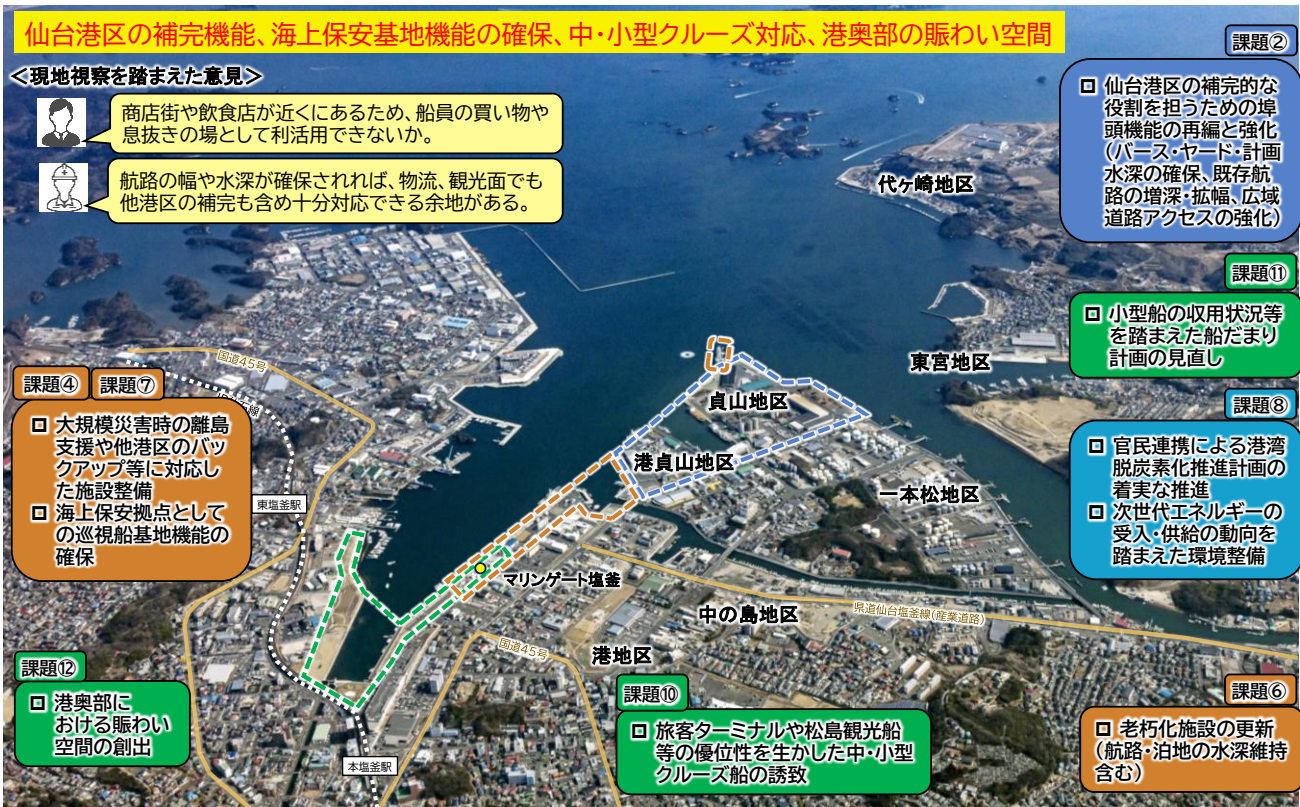 仙台港区の補完機能、海上保安基地機能の確保、中・小型クルーズ対応、港奥部の賑わい空間
<現地視察を踏まえた意見>
商店街や飲食店が近くにあるため、船員の買い物や
息抜きの場として利活用できないか。
航路の幅や水深が確保されれば、物流、観光面でも
他港区の補完も含め十分対応できる余地がある。
課題②
仙台港区の補完的な
役割を担うための埠
頭機能の再編と強化
(バース・ヤード・計画
水深の確保、既存航
路の増深・拡幅、広域
道路アクセスの強化)
代ヶ崎地区
課題⑪
小型船の収用状況等
を踏まえた船だまり
計画の見直し
東宮地区
国道45号
課題④
課題⑦
大規模災害時の離島
支援や他港区のバッ
クアップ等に対応し
た施設整備
海上保安拠点として
の巡視船基地機能の
確保
貞山地区
港貞山地区
一本松地区
課題⑧
官民連携による港湾
脱炭素化推進計画の
着実な推進
次世代エネルギーの
受入・供給の動向を
踏まえた環境整備
東塩釜駅
マリンゲート塩釜
中の島地区
県道仙台塩釜線(産業道路)
国道45号
港地区
課題⑫
港奥部に
おける賑わい
空間の創出
本塩釜駅
課題⑩
旅客ターミナルや松島観光船
等の優位性を生かした中・小型
クルーズ船の誘致
課題⑥
老朽化施設の更新
(航路・泊地の水深維持
含む)